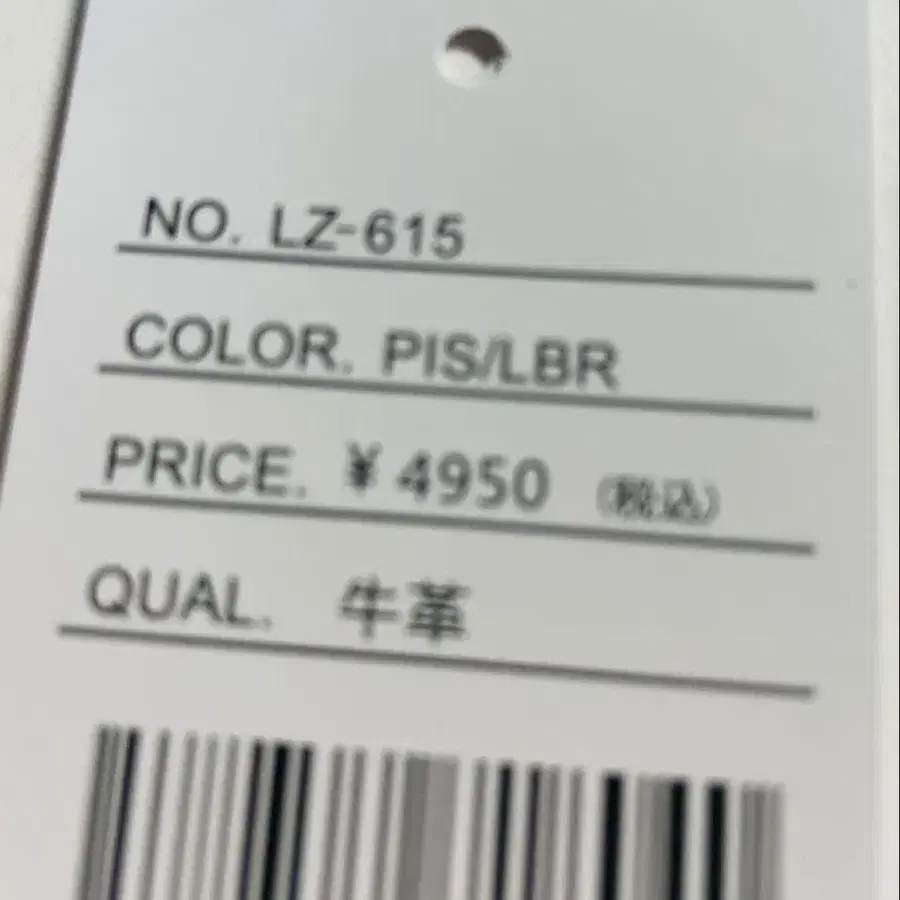 NO. LZ-615
COLOR. PIS/LBR
PRICE. ¥4950 (税込)
QUAL. 牛革